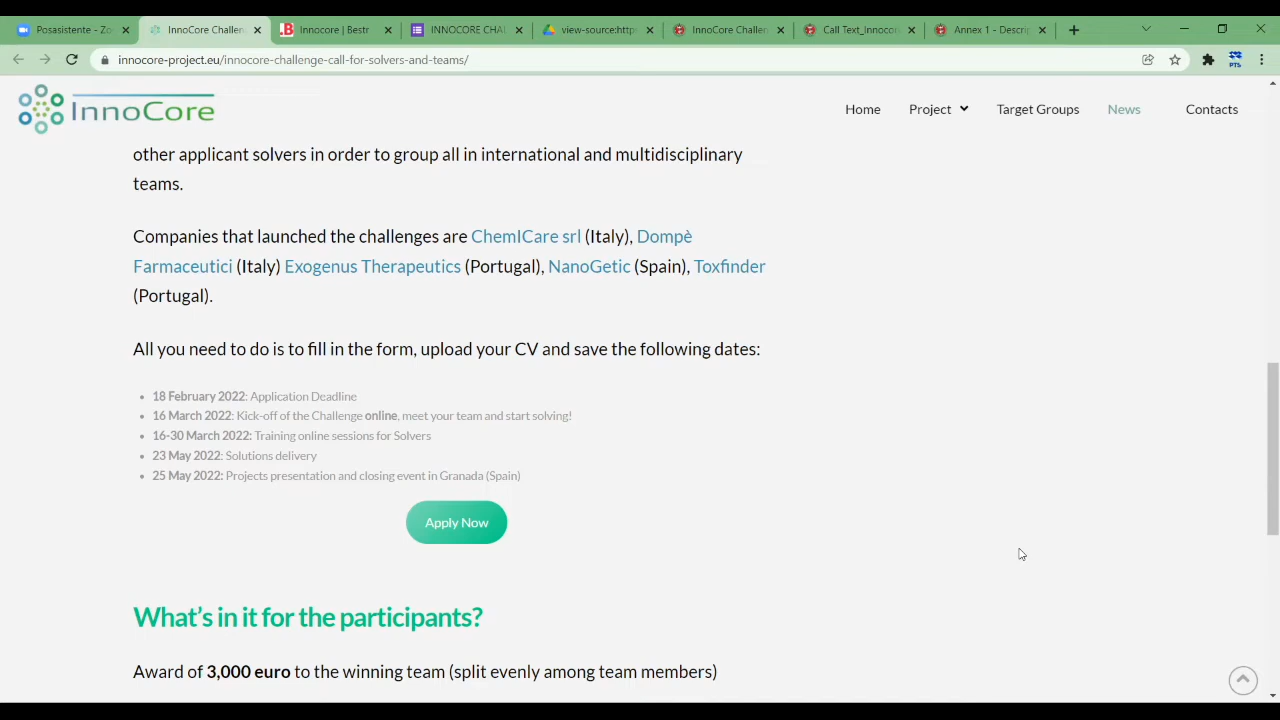 Posasistente - Zo
InnoCore Challen
Innocore | Bestr
INNOCORE CHAL
view-source:http
InnoCore Challen
Call Text_Innoco
Annex 1 - Descrip
innocore-project.eu/innocore-challenge-call-for-solvers-and-teams/
PTS
InnoCore
Home
Project
Target Groups
News
Contacts
other applicant solvers in order to group all in international and multidisciplinary
teams.
Companies that launched the challenges are ChemICare srl (Italy), Dompè
Farmaceutici (Italy) Exogenus Therapeutics (Portugal), NanoGetic (Spain), Toxfinder
(Portugal).
All you need to do is to fill in the form, upload your CV and save the following dates:
• 18 February 2022: Application Deadline
• 16 March 2022: Kick-off of the Challenge online, meet your team and start solving!
• 16-30 March 2022: Training online sessions for Solvers
• 23 May 2022: Solutions delivery
• 25 May 2022: Projects presentation and closing event in Granada (Spain)
Apply Now
What's in it for the participants?
Award of 3,000 euro to the winning team (split evenly among team members)